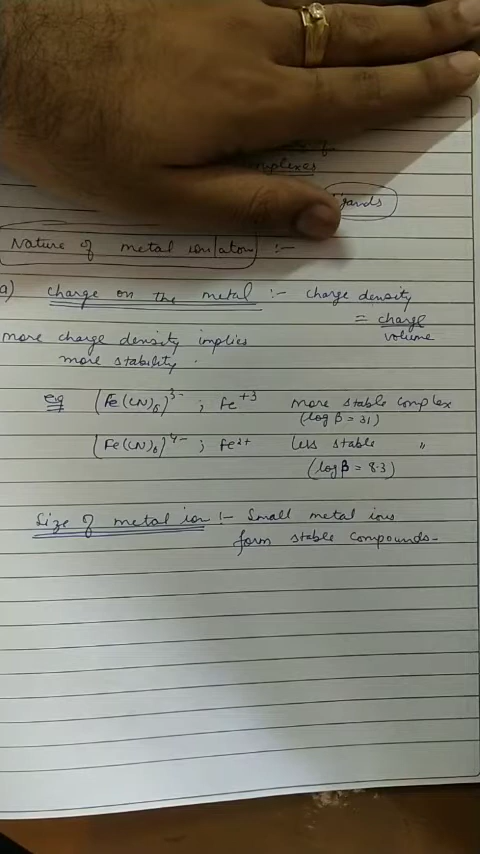 Nature of metal ion/atom :-
a) charge on the metal :- charge density
= charge
volume
more charge density implies
more stability.
eg [Fe(CN)6]3- ; Fe+3 more stable complex
(log β = 31)
[Fe(CN)6]4- ; Fe2+ less stable "
(log β = 8.3)
Size of metal ion :- Small metal ions
form stable compounds-